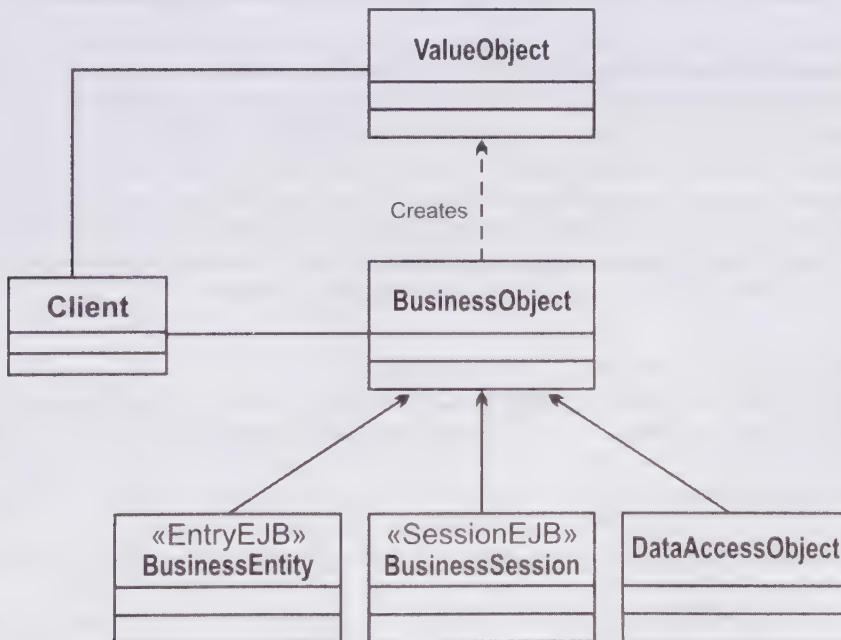 ValueObject
Creates
Client
BusinessObject
«EntryEJB»
BusinessEntity
«SessionEJB»
BusinessSession
DataAccessObject